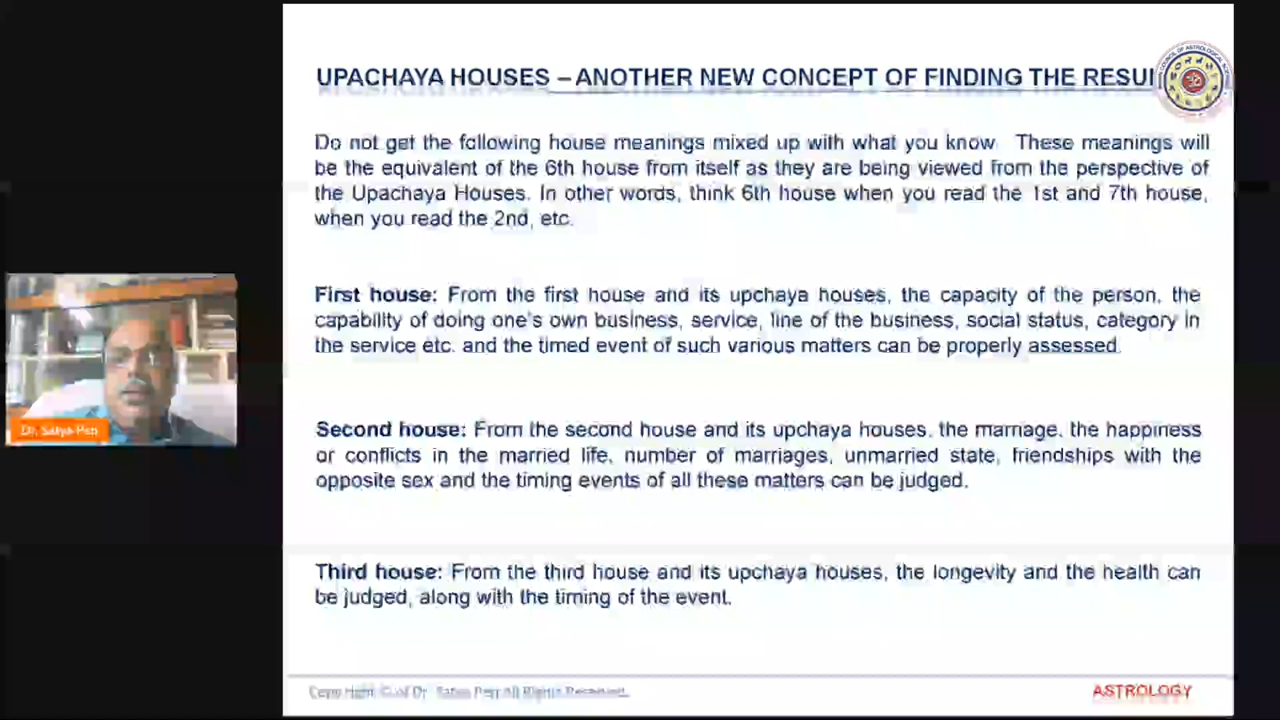 UPACHAYA HOUSES – ANOTHER NEW CONCEPT OF FINDING THE
Do not get the following house meanings mixed up with what you know These meanings will
be the equivalent of the 6th house from itself as they are being viewed from the perspective of
the Upachaya Houses. In other words, think 6th house when you read the 1st and 7th house,
when you read the 2nd, etc.
First house: From the first house and its upchaya houses, the capacity of the person, the
capability of doing one's own business, service, line of the business, social status, category in
the service etc. and the timed event of such various matters can be properly assessed.
Second house: From the second house and its upchaya houses, the marriage, the happiness
or conflicts in the married life, number of marriages, unmarried state, friendships with the
opposite sex and the timing events of all these matters can be judged.
Dr. Satya
Third house: From the third house and its upchaya houses, the longevity and the health can
be judged, along with the timing of the event.
Copy right © of Dr. Satya All Rights Reserved.
ASTROLOGY